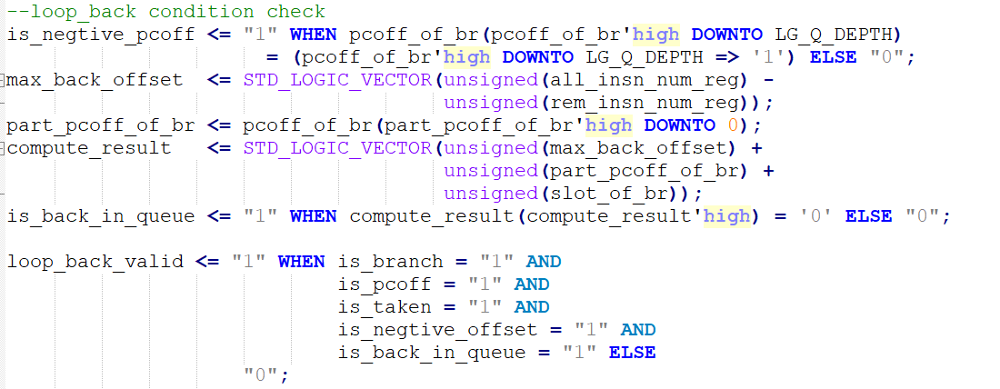 --loop_back condition check
is_negtive_pcoff <= "1" WHEN pcoff_of_br(pcoff_of_br'high DOWNTO LG_Q_DEPTH)
= (pcoff_of_br'high DOWNTO LG_Q_DEPTH => '1') ELSE "0";
max_back_offset <= STD_LOGIC_VECTOR(unsigned(all_insn_num_reg) -
unsigned(rem_insn_num_reg));
part_pcoff_of_br <= pcoff_of_br(part_pcoff_of_br'high DOWNTO 0);
compute_result <= STD_LOGIC_VECTOR(unsigned(max_back_offset) +
unsigned(part_pcoff_of_br) +
unsigned(slot_of_br));
is_back_in_queue <= "1" WHEN compute_result(compute_result'high) = '0' ELSE "0";
loop_back_valid <= "1" WHEN is_branch = "1" AND
is_pcoff = "1" AND
is_taken = "1" AND
is_negtive_offset = "1" AND
is_back_in_queue = "1" ELSE
"0";